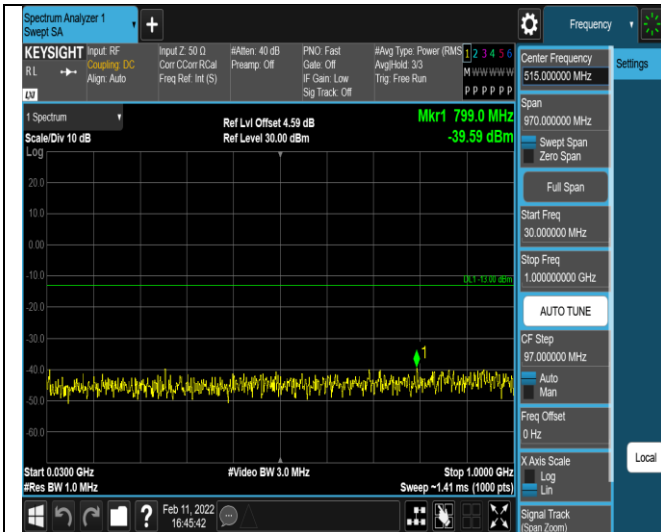 Spectrum Analyzer 1
Swept SA
+
Frequency
KEYSIGHT
RL
LXI
Input: RF
Coupling: DC
Align: Auto
Input Z: 50 Ω
Corr CCorr RCal
Freq Ref: Int (S)
#Atten: 40 dB
Preamp: Off
PNO: Fast
Gate: Off
IF Gain: Low
Sig Track: Off
#Avg Type: Power (RMS
Avg|Hold: 3/3
Trig: Free Run
1 2 3 4 5 6
M W W W W W
P P P P P P
1 Spectrum
Scale/Div 10 dB
Log
Ref Lvl Offset 4.59 dB
Ref Level 30.00 dBm
Mkr1 799.0 MHz
-39.59 dBm
20.0
10.0
0.00
-10.0
DL1 -13.00 dBm
-20.0
-30.0
1
-40.0
-50.0
-60.0
Start 0.0300 GHz
#Res BW 1.0 MHz
#Video BW 3.0 MHz
Stop 1.0000 GHz
Sweep ~1.41 ms (1000 pts)
?
Feb 11, 2022
16:45:42
Center Frequency
515.000000 MHz
Span
970.000000 MHz
Swept Span
Zero Span
Full Span
Start Freq
30.000000 MHz
Stop Freq
1.000000000 GHz
AUTO TUNE
CF Step
97.000000 MHz
Auto
Man
Freq Offset
0 Hz
X Axis Scale
Log
Lin
Signal Track
(Span Zoom)
Settings
Local